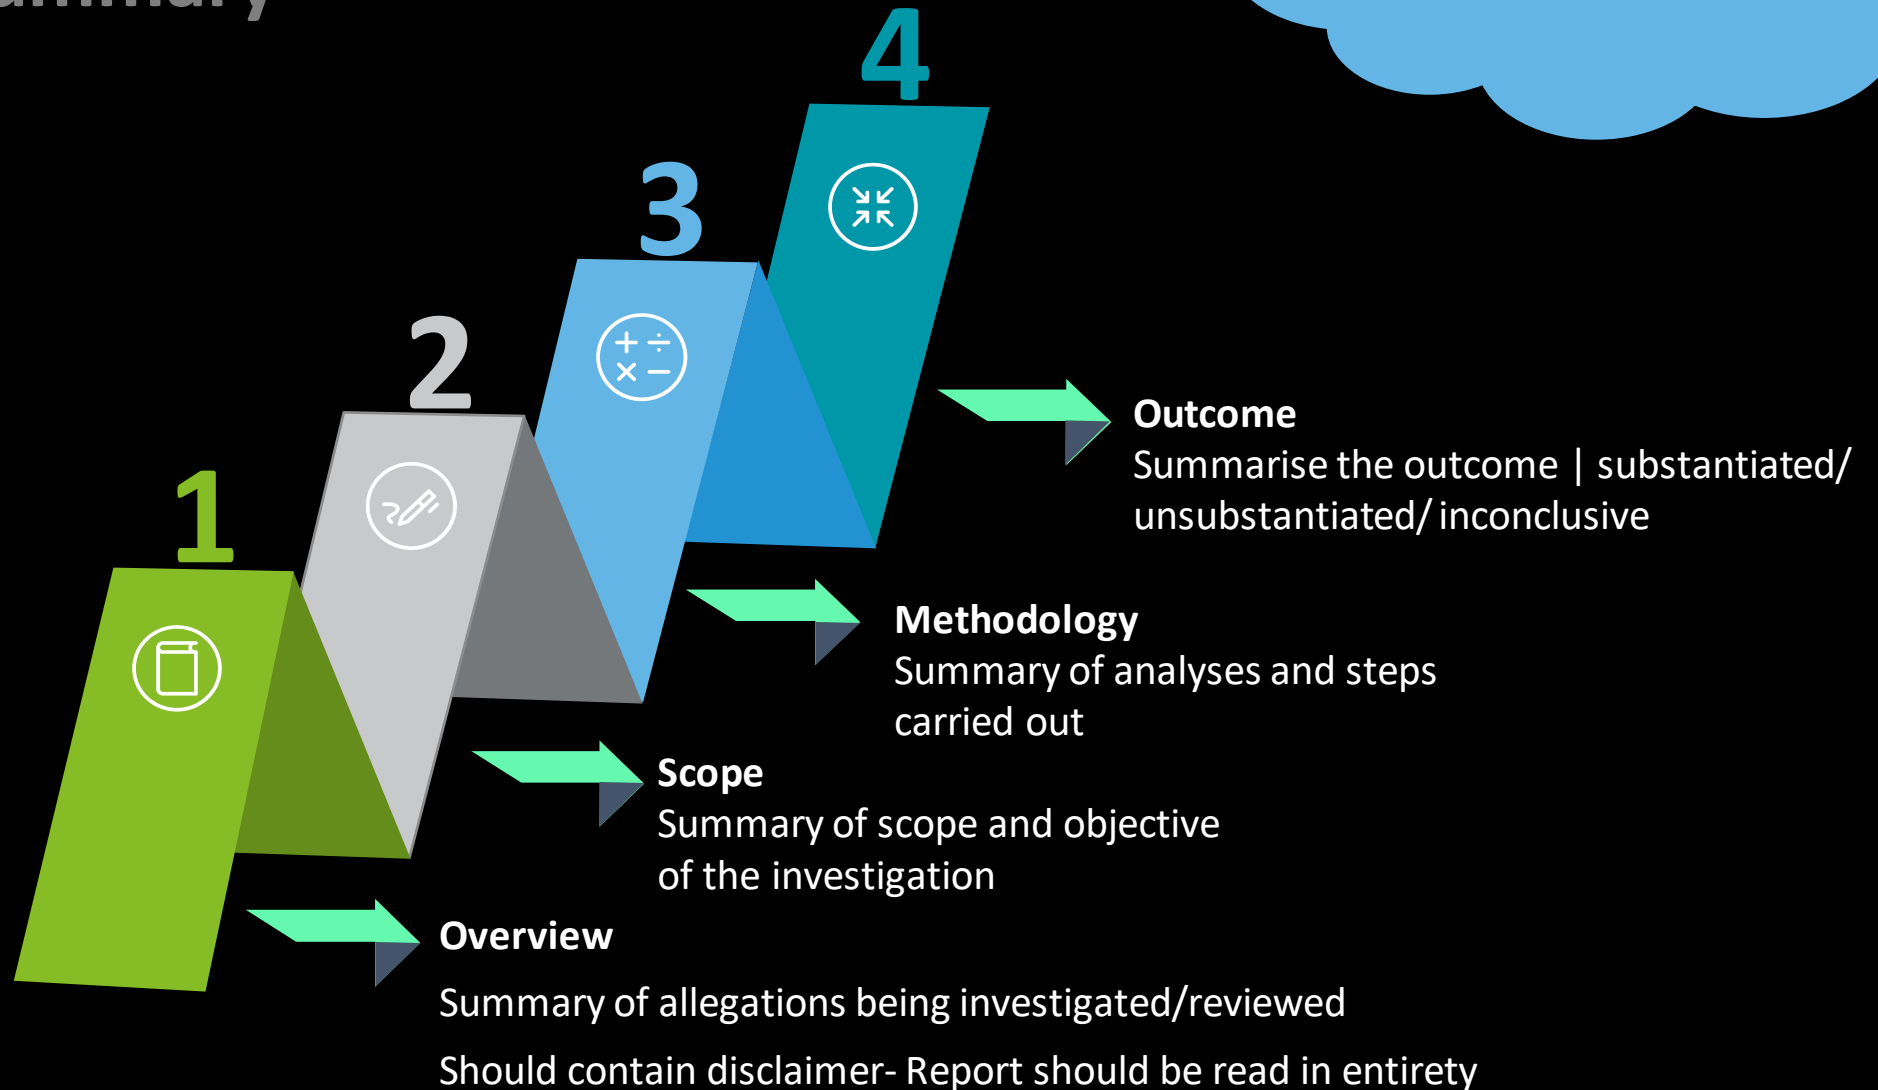 4
3
2
1
Outcome
Summarise the outcome | substantiated/
unsubstantiated/ inconclusive
Methodology
Summary of analyses and steps
carried out
Scope
Summary of scope and objective
of the investigation
Overview
Summary of allegations being investigated/reviewed
Should contain disclaimer- Report should be read in entirety